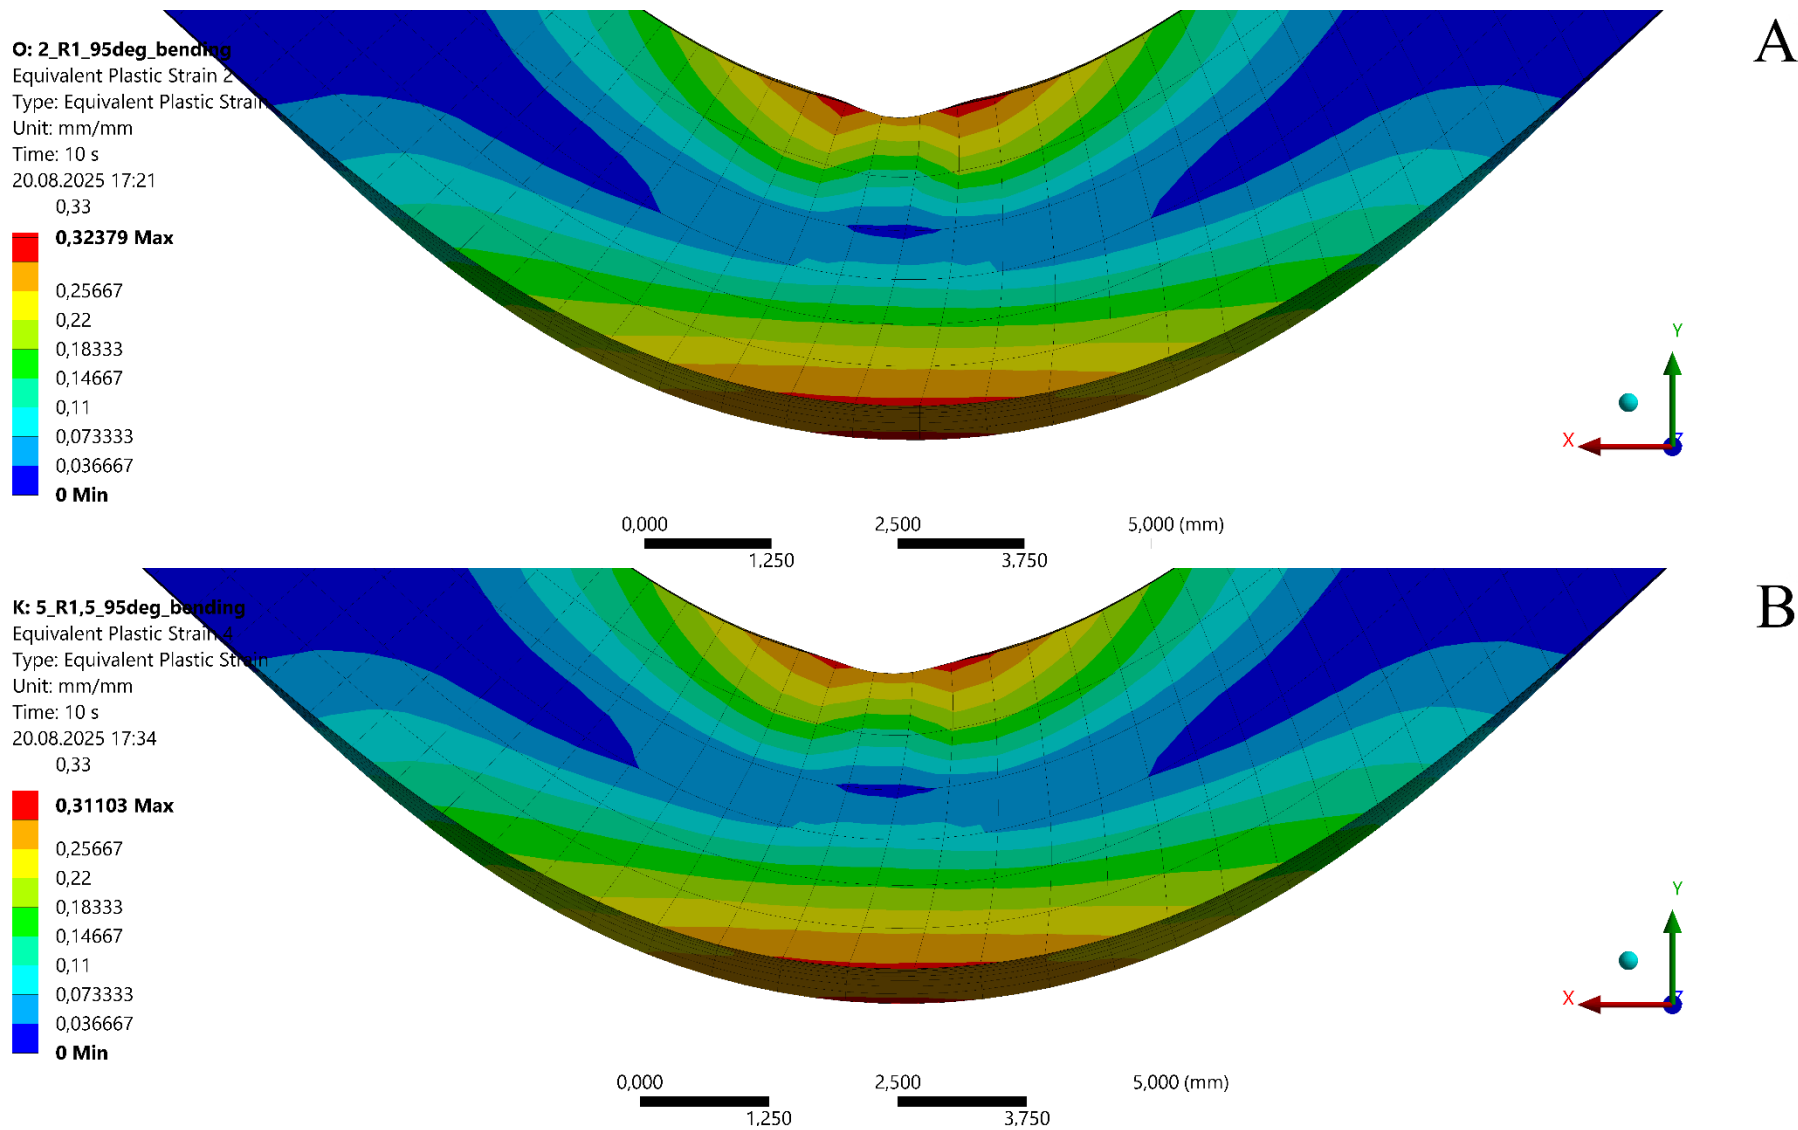 A
O: 2_R1_95deg_bending
Equivalent Plastic Strain 2
Type: Equivalent Plastic Strain
Unit: mm/mm
Time: 10 s
20.08.2025 17:21
0,33
0,32379 Max
0,25667
0,22
0,18333
0,14667
0,11
0,073333
0,036667
0 Min
Y
X
Z
0,000 2,500 5,000 (mm)
1,250 3,750
B
K: 5_R1,5_95deg_bending
Equivalent Plastic Strain 4
Type: Equivalent Plastic Strain
Unit: mm/mm
Time: 10 s
20.08.2025 17:34
0,33
0,31103 Max
0,25667
0,22
0,18333
0,14667
0,11
0,073333
0,036667
0 Min
Y
X
Z
0,000 2,500 5,000 (mm)
1,250 3,750